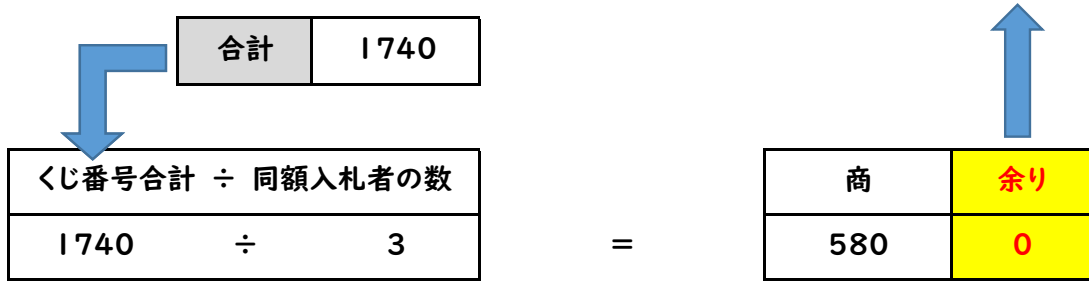 合計 1740
くじ番号合計 ÷ 同額入札者の数 商 余り
1740 ÷ 3 = 580 0